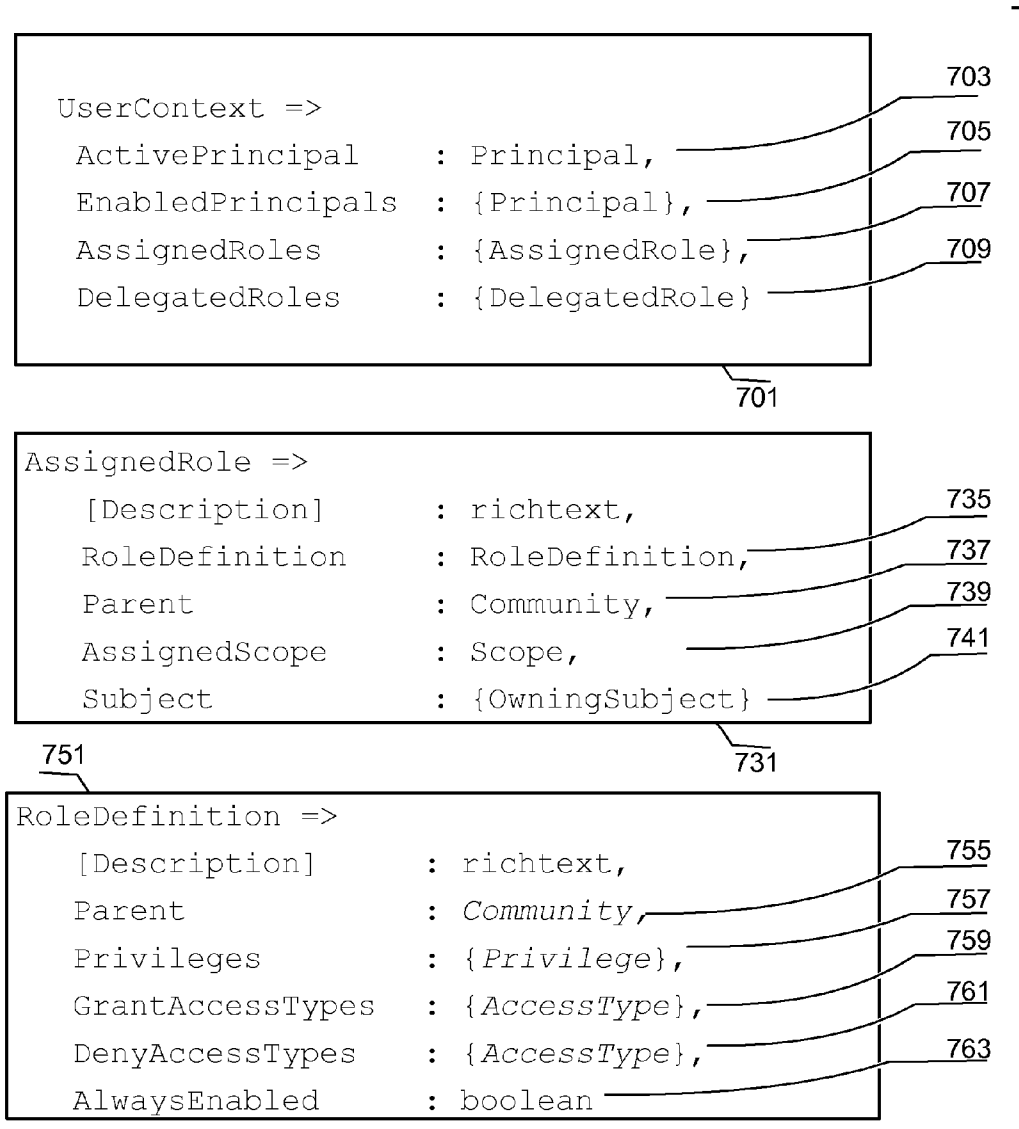 UserContext =>
703
ActivePrincipal : Principal,
705
EnabledPrincipals : {Principal},
707
AssignedRoles : {AssignedRole},
709
DelegatedRoles : {DelegatedRole}
701
AssignedRole =>
[Description] : richtext,
735
RoleDefinition : RoleDefinition,
737
Parent : Community,
739
AssignedScope : Scope,
741
Subject : {OwningSubject}
731
751
RoleDefinition =>
[Description] : richtext,
755
Parent : Community,
757
Privileges : {Privilege},
759
GrantAccessTypes : {AccessType},
761
DenyAccessTypes : {AccessType},
763
AlwaysEnabled : boolean